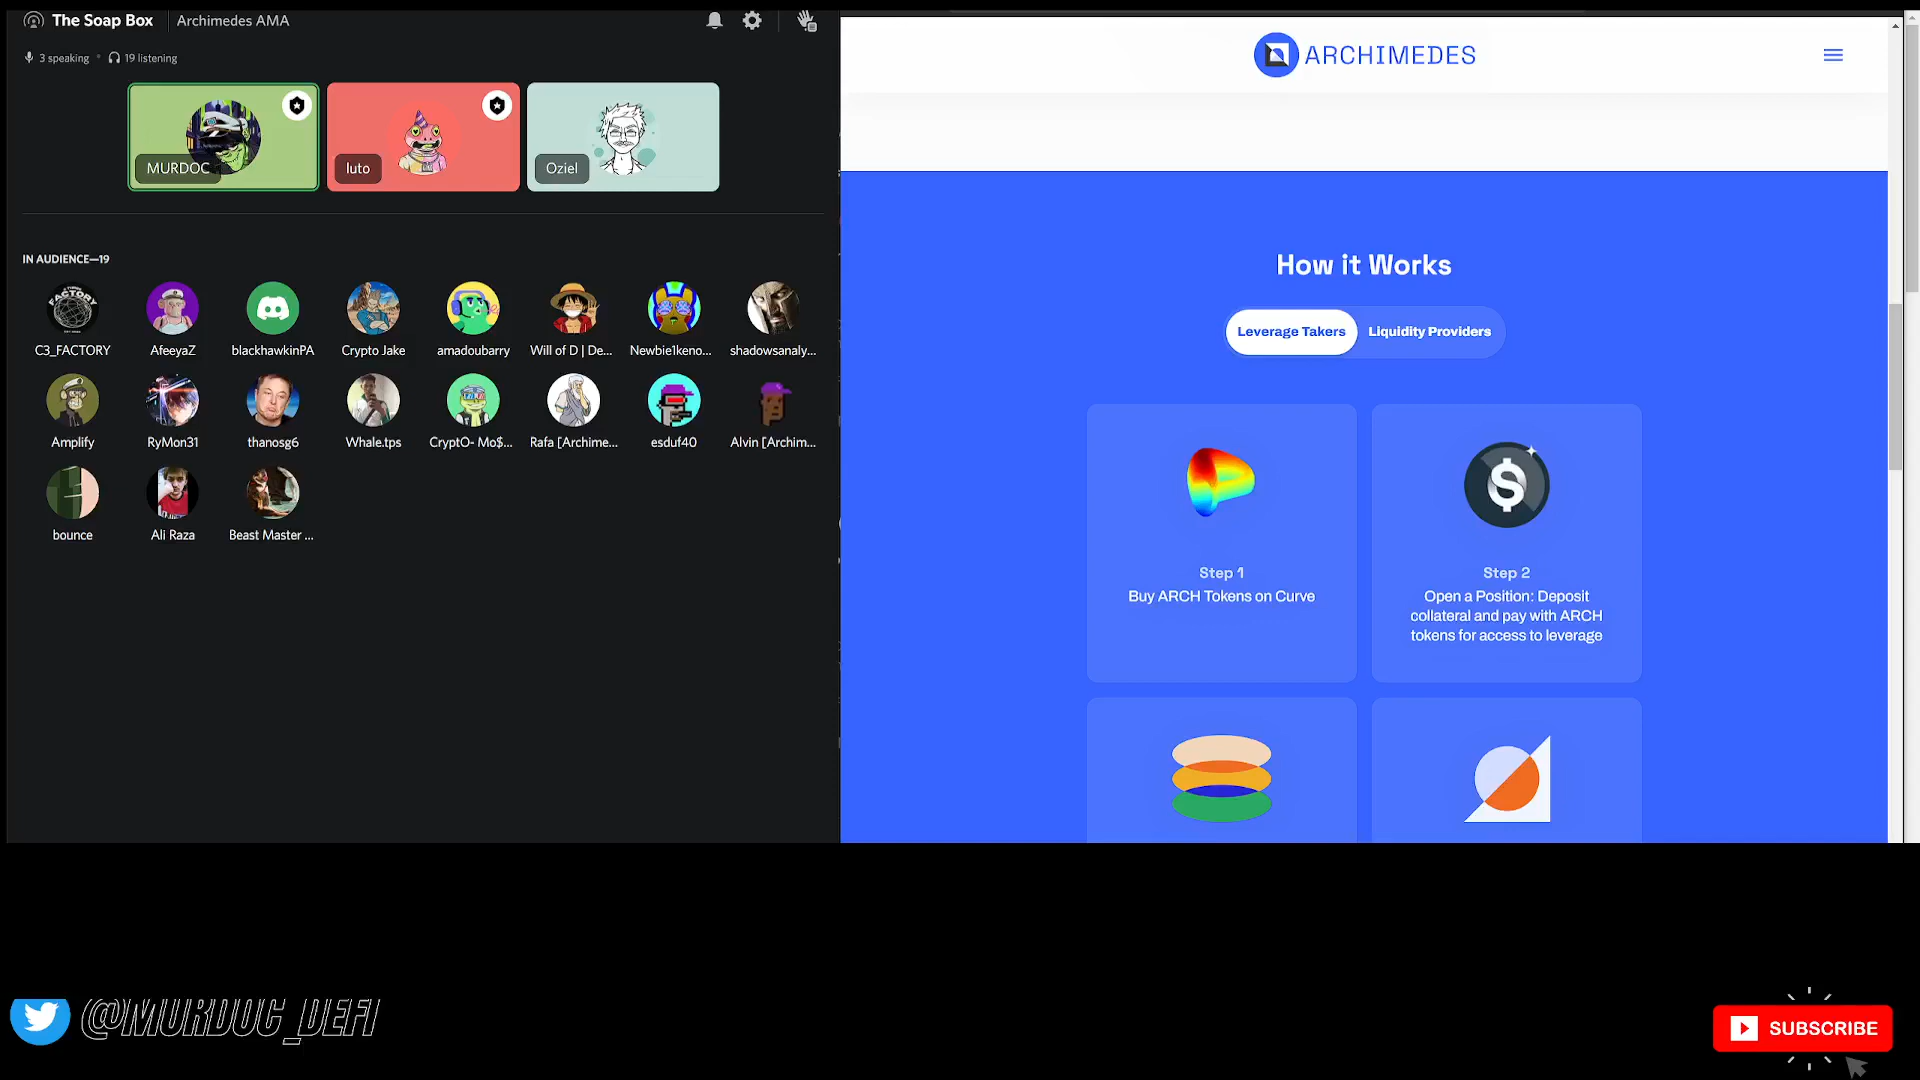 The Soap Box
Archimedes AMA
3 speaking • 19 listening
MURDOC
luto
Oziel
IN AUDIENCE—19
C3_FACTORY
AfeeyaZ
blackhawkinPA
Crypto Jake
amadoubarry
Will of D | De...
Newbie1keno...
shadowsanaly...
Amplify
RyMon31
thanosg6
Whale.tps
CryptO- Mo$...
Rafa [Archime...
esduf40
Alvin [Archim...
bounce
Ali Raza
Beast Master ...
ARCHIMEDES
How it Works
Leverage Takers
Liquidity Providers
Step 1
Buy ARCH Tokens on Curve
Step 2
Open a Position: Deposit
collateral and pay with ARCH
tokens for access to leverage
@MURDOC_DEFI
SUBSCRIBE